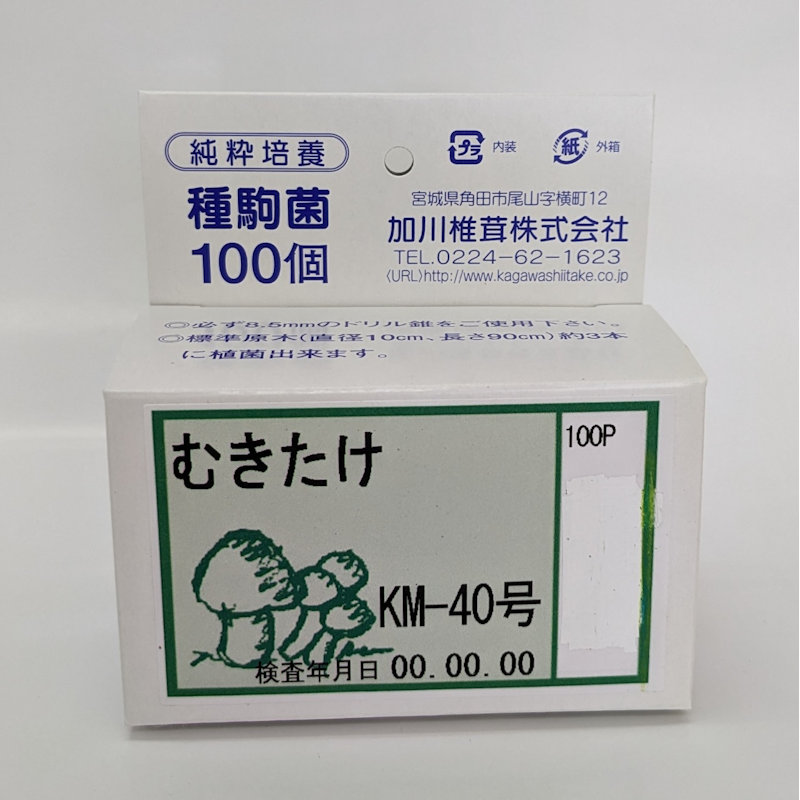 純粋培養
種駒菌
100個
プラ 内装
紙 外箱
宮城県角田市尾山字横町12
加川椎茸株式会社
TEL.0224-62-1623
〈URL〉http://www.kagawashiitake.co.jp
◎必ず8.5mmのドリル錐をご使用下さい。
◎標準原木(直径10cm、長さ90cm)約3本
に植菌出来ます。
むきたけ
100P
KM-40号
検査年月日 00.00.00